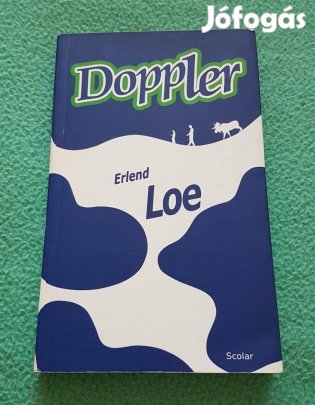 Jófogás
Doppler
Erlend
Loe
Scolar